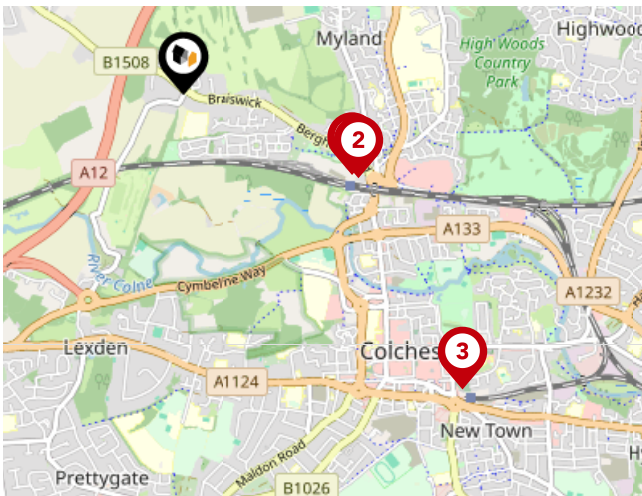 Myland
Highwood
High Woods
Country
Park
B1508
Braiswick
Bergh
2
A12
A133
River Colne
Cymbeline Way
A1232
Lexden
Colches
3
A1124
New Town
Maldon Road
Prettygate
B1026
H